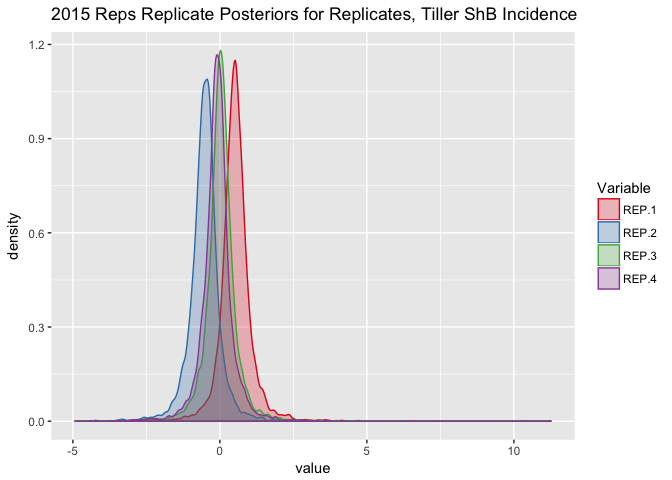 2015 Reps Replicate Posteriors for Replicates, Tiller ShB Incidence
1.2
0.9
0.6
0.3
0.0
density
-5
0
5
10
value
Variable
REP.1
REP.2
REP.3
REP.4